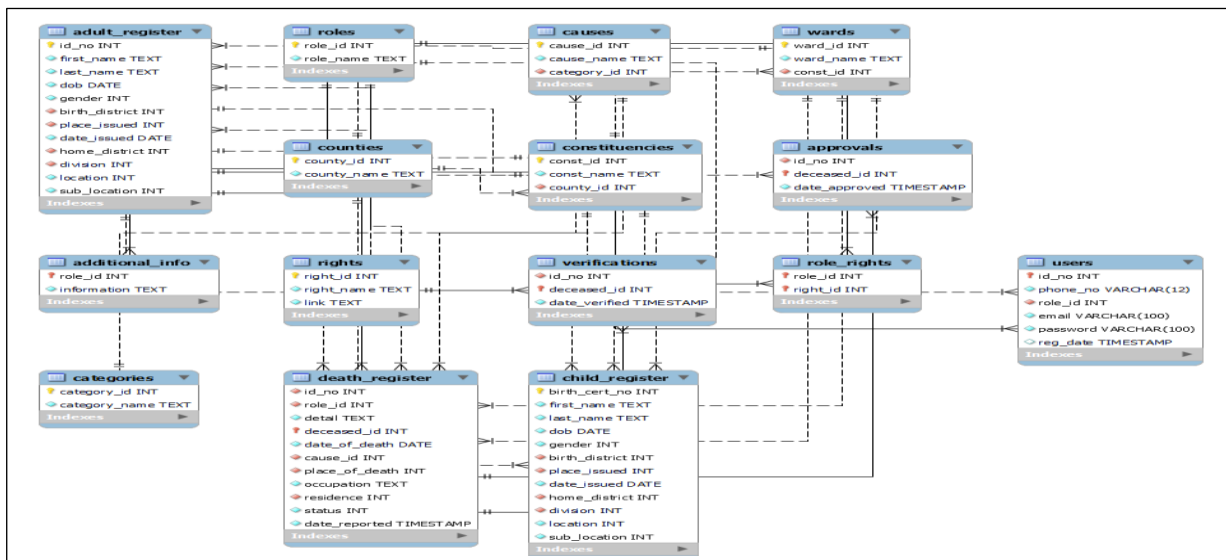 adult_register
id_no INT
first_name TEXT
last_name TEXT
dob DATE
gender INT
birth_district INT
place_issued INT
date_issued DATE
home_district INT
division INT
location INT
sub_location INT
Indexes
roles
role_id INT
role_name TEXT
Indexes
causes
cause_id INT
cause_name TEXT
category_id INT
Indexes
wards
ward_id INT
ward_name TEXT
const_id INT
Indexes
counties
county_id INT
county_name TEXT
Indexes
constituencies
const_id INT
const_name TEXT
county_id INT
Indexes
approvals
id_no INT
deceased_id INT
date_approved TIMESTAMP
Indexes
additional_info
role_id INT
information TEXT
Indexes
rights
right_id INT
right_name TEXT
link TEXT
Indexes
verifications
id_no INT
deceased_id INT
date_verified TIMESTAMP
Indexes
role_rights
role_id INT
right_id INT
Indexes
users
id_no INT
phone_no VARCHAR(12)
role_id INT
email VARCHAR(100)
password VARCHAR(100)
reg_date TIMESTAMP
Indexes
categories
category_id INT
category_name TEXT
Indexes
death_register
id_no INT
role_id INT
detail TEXT
deceased_id INT
date_of_death DATE
cause_id INT
place_of_death INT
occupation TEXT
residence INT
status INT
date_reported TIMESTAMP
Indexes
child_register
birth_cert_no INT
first_name TEXT
last_name TEXT
dob DATE
gender INT
birth_district INT
place_issued INT
date_issued DATE
home_district INT
division INT
location INT
sub_location INT
Indexes